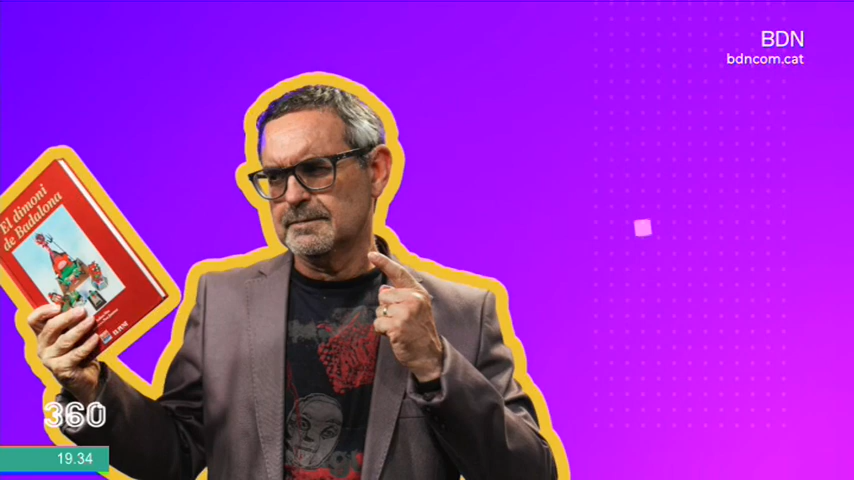 BDN
bdncom.cat
El dimoni
de Badalona
360
19.34